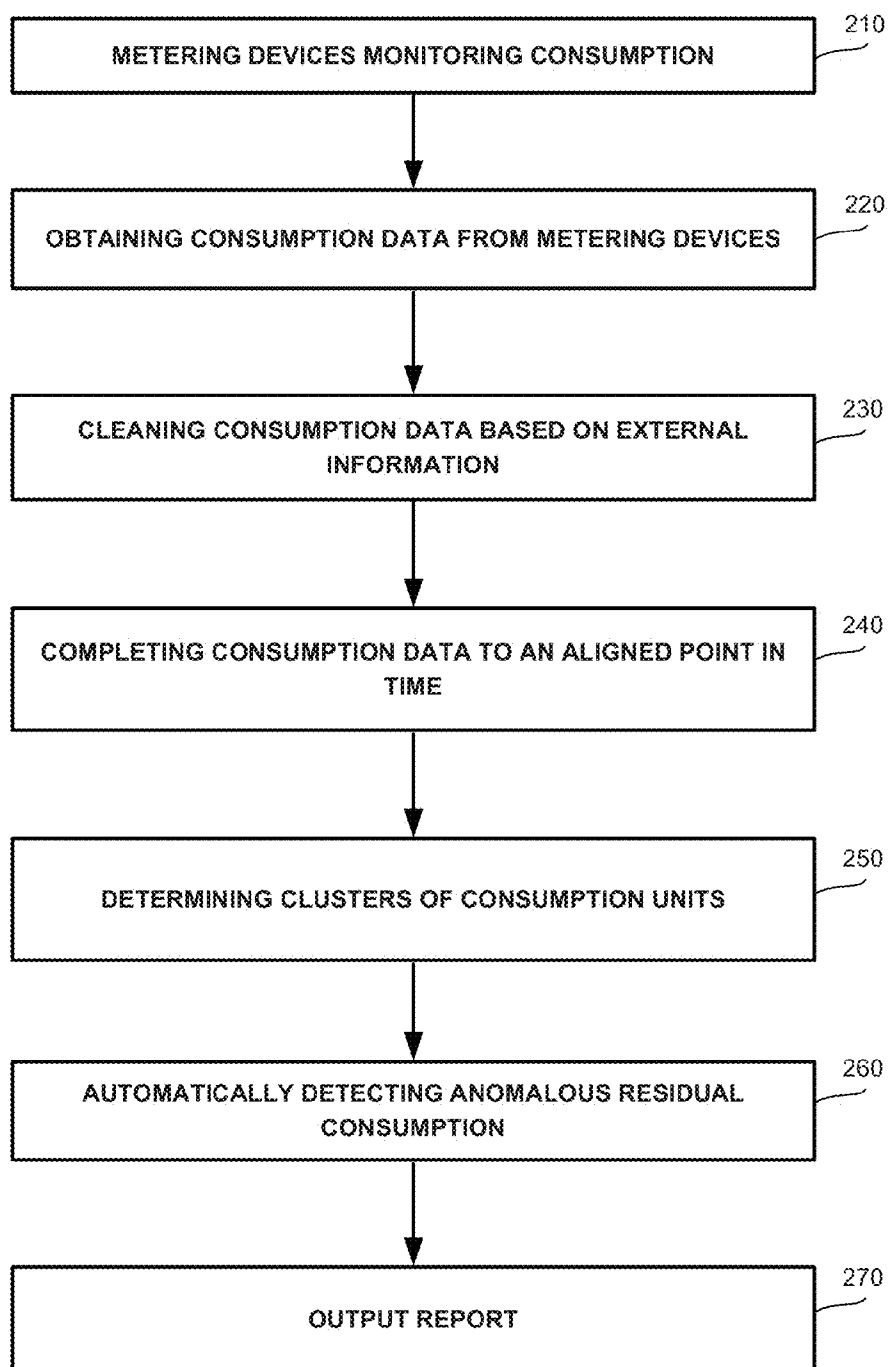 210
METERING DEVICES MONITORING CONSUMPTION
220
OBTAINING CONSUMPTION DATA FROM METERING DEVICES
230
CLEANING CONSUMPTION DATA BASED ON EXTERNAL
INFORMATION
240
COMPLETING CONSUMPTION DATA TO AN ALIGNED POINT IN
TIME
250
DETERMINING CLUSTERS OF CONSUMPTION UNITS
260
AUTOMATICALLY DETECTING ANOMALOUS RESIDUAL
CONSUMPTION
270
OUTPUT REPORT